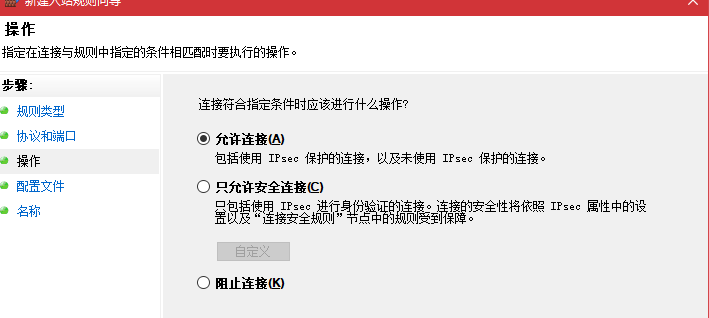 新建入站规则向导
操作
指定在连接与规则中指定的条件相匹配时要执行的操作。
步骤:
规则类型
协议和端口
操作
配置文件
名称
连接符合指定条件时应该进行什么操作?
允许连接(A)
包括使用 IPsec 保护的连接，以及未使用 IPsec 保护的连接。
只允许安全连接(C)
只包括使用 IPsec 进行身份验证的连接。连接的安全性将依照 IPsec 属性中的设
置以及“连接安全规则”节点中的规则受到保障。
自定义
阻止连接(K)